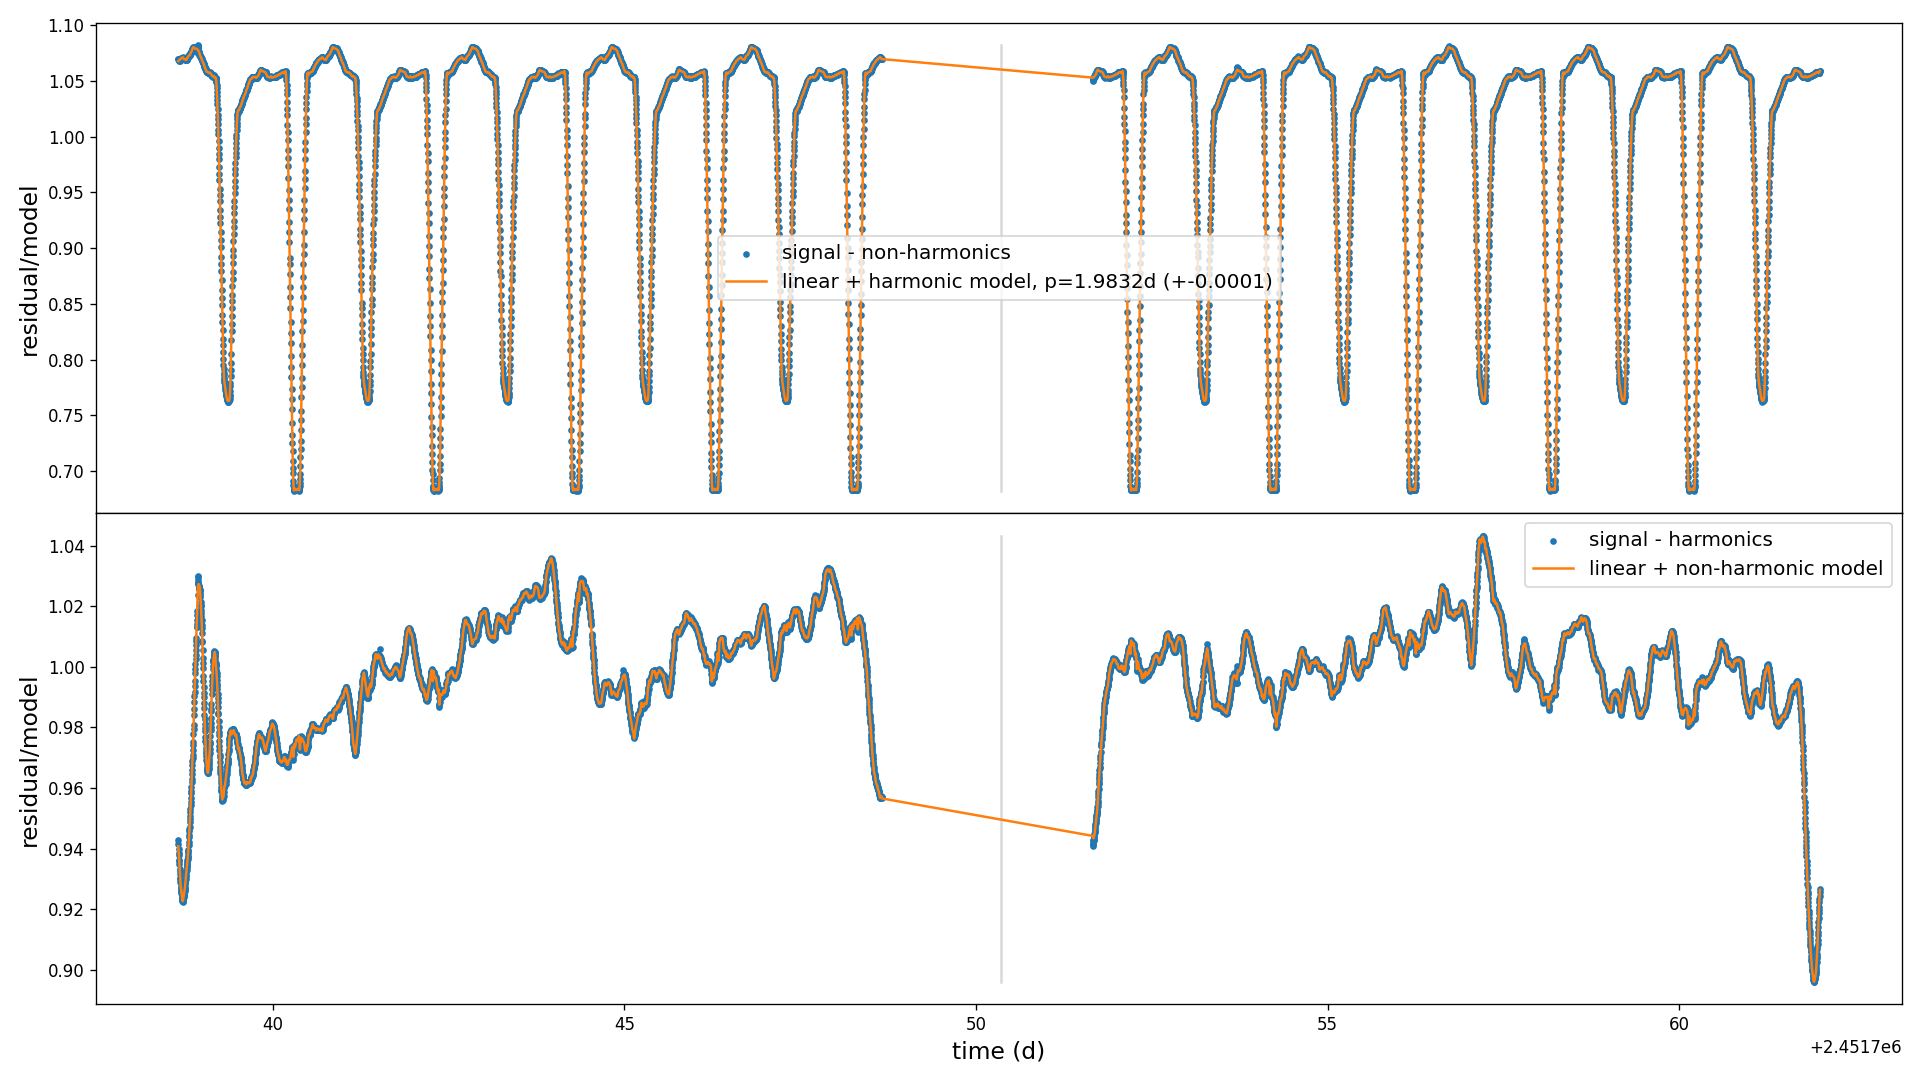 1.10
1.05
1.00
0.95
0.90
0.85
0.80
0.75
0.70
residual/model
signal - non-harmonics
linear + harmonic model, p=1.9832d (+-0.0001)
1.04
1.02
1.00
0.98
0.96
0.94
0.92
0.90
residual/model
signal - harmonics
linear + non-harmonic model
40 45 50 55 60
time (d)
+2.4517e6